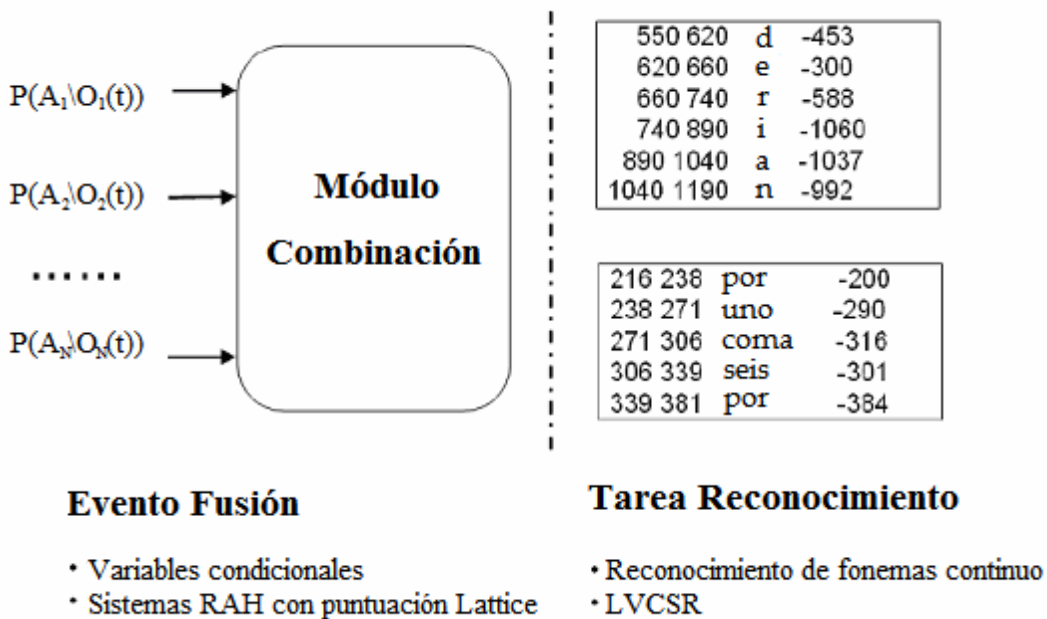 P(A₁\O₁(t))
P(A₂\O₂(t))
......
P(A_N\O_N(t))
Módulo
Combinación
550 620 d -453
620 660 e -300
660 740 r -588
740 890 i -1060
890 1040 a -1037
1040 1190 n -992
216 238 por -200
238 271 uno -290
271 306 coma -316
306 339 seis -301
339 381 por -384
Evento Fusión
· Variables condicionales
· Sistemas RAH con puntuación Lattice
Tarea Reconocimiento
· Reconocimiento de fonemas continuo
· LVCSR